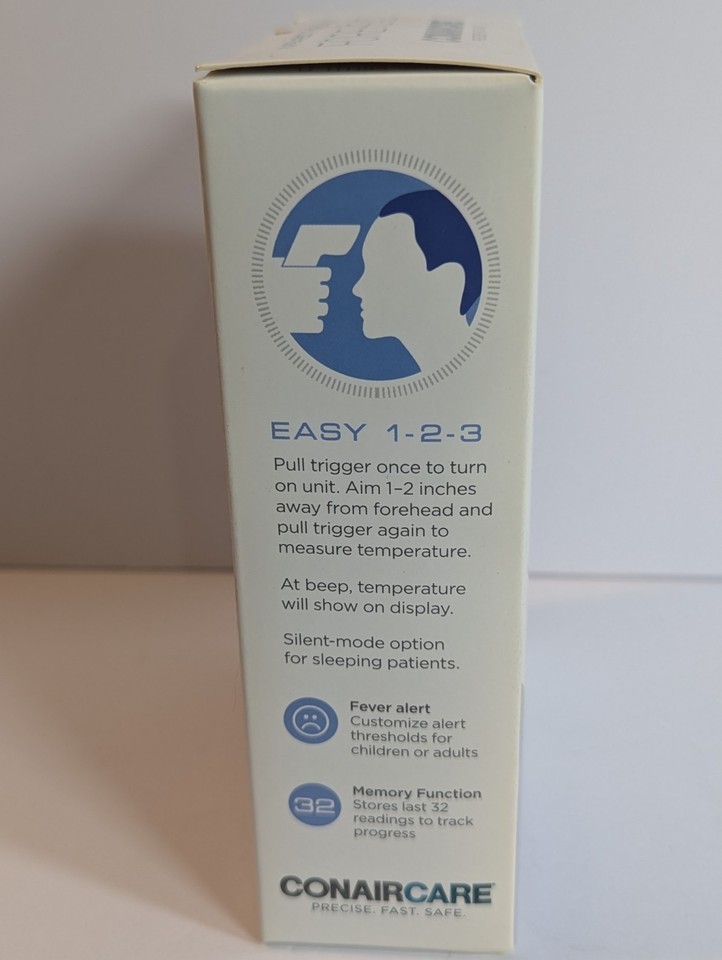 EASY 1-2-3
Pull trigger once to turn
on unit. Aim 1–2 inches
away from forehead and
pull trigger again to
measure temperature.
At beep, temperature
will show on display.
Silent-mode option
for sleeping patients.
Fever alert
Customize alert
thresholds for
children or adults
32
Memory Function
Stores last 32
readings to track
progress
CONAIRCARE
PRECISE. FAST. SAFE.